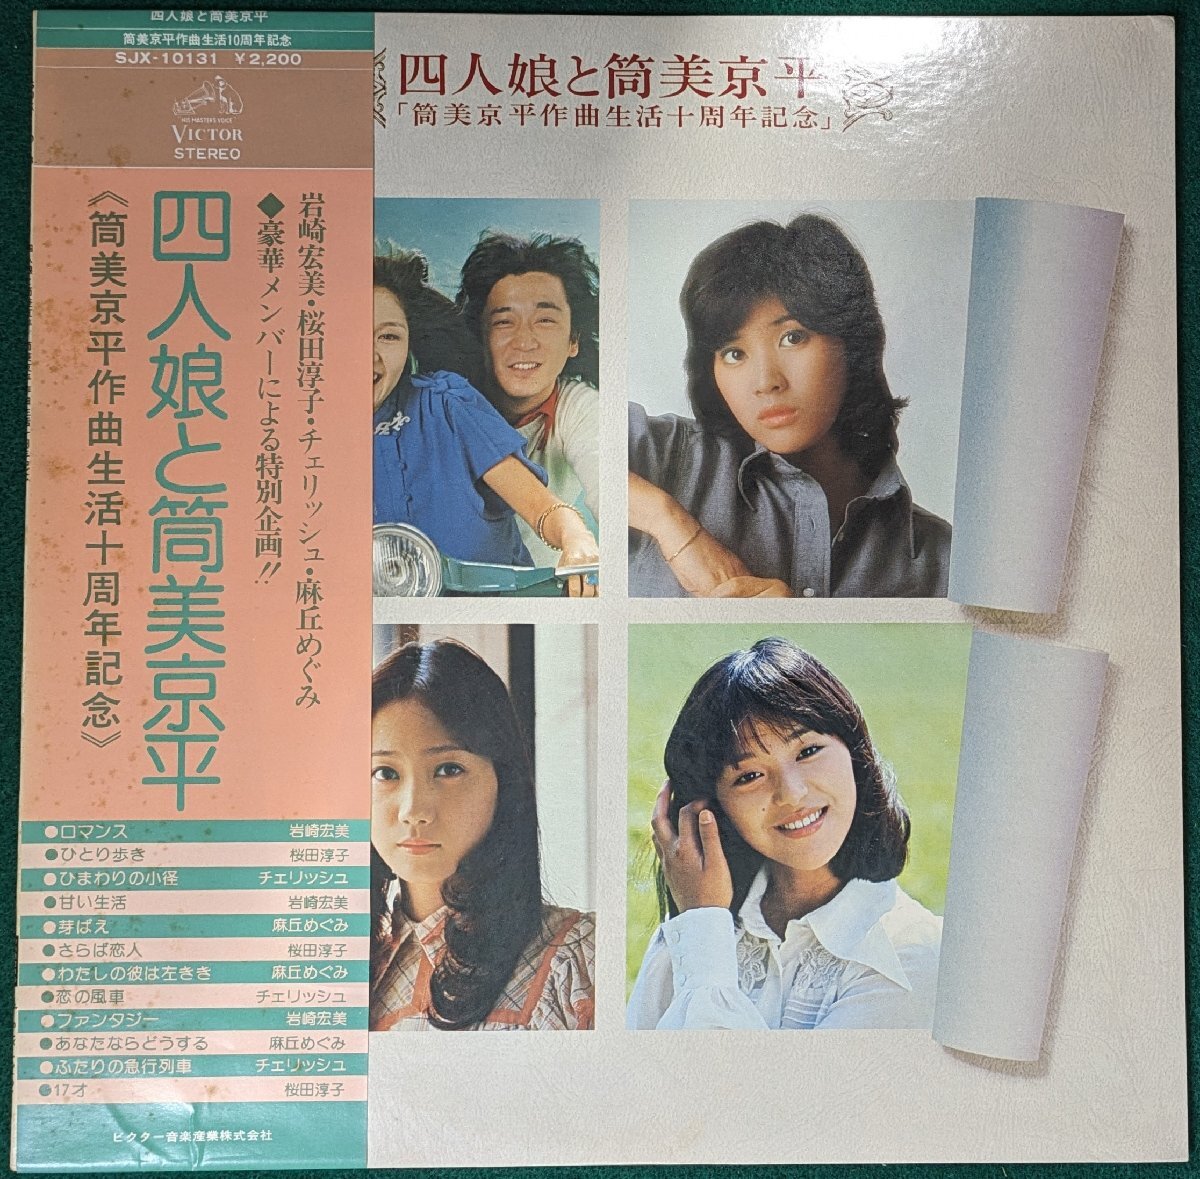 四人娘と筒美京平
筒美京平作曲生活10周年記念
SJX-10131 ¥2,200
HIS MASTER'S VOICE
VICTOR
STEREO
岩崎宏美・桜田淳子・チェリッシュ・麻丘めぐみ
◆豪華メンバーによる特別企画!!
四人娘と筒美京平
《筒美京平作曲生活十周年記念》
●ロマンス 岩崎宏美
●ひとり歩き 桜田淳子
●ひまわりの小径 チェリッシュ
●甘い生活 岩崎宏美
●芽ばえ 麻丘めぐみ
●さらば恋人 桜田淳子
●わたしの彼は左きき 麻丘めぐみ
●恋の風車 チェリッシュ
●ファンタジー 岩崎宏美
●あなたならどうする 麻丘めぐみ
●ふたりの急行列車 チェリッシュ
●17才 桜田淳子
ビクター音楽産業株式会社
四人娘と筒美京平
「筒美京平作曲生活十周年記念」